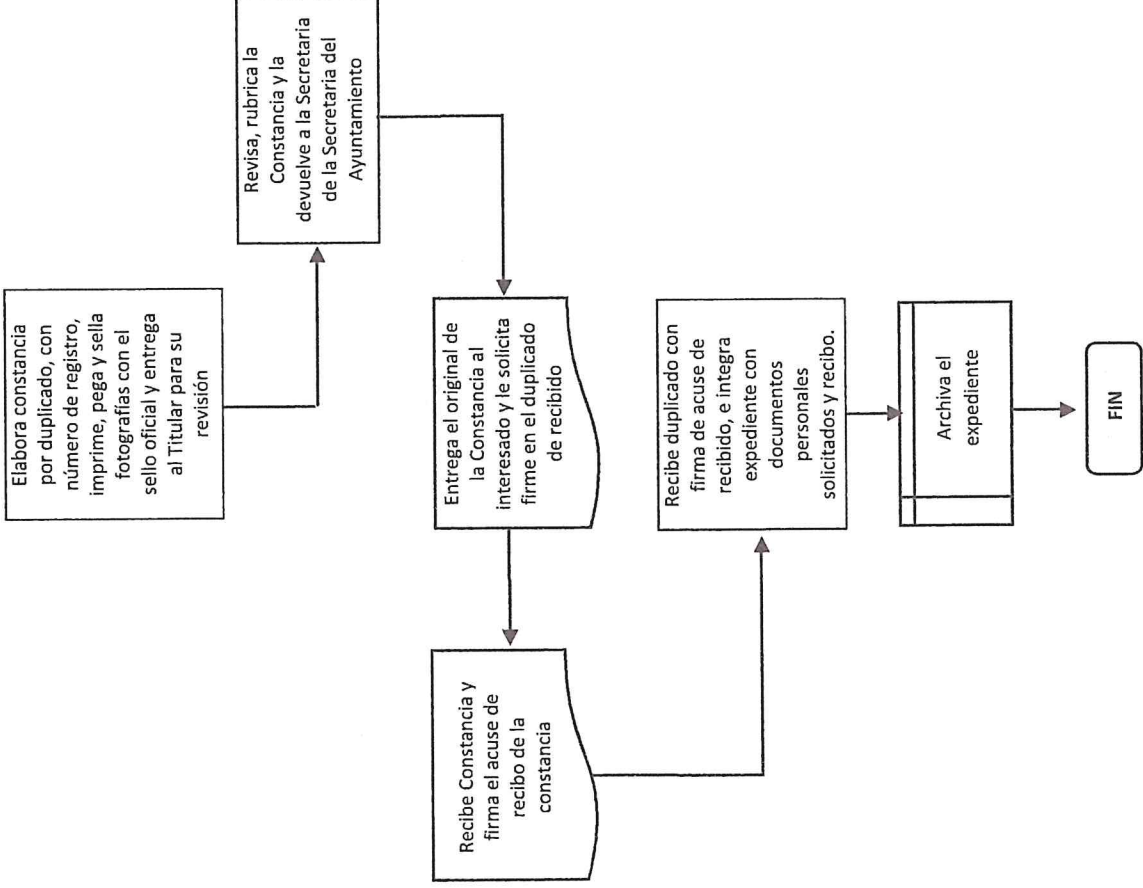 Elabora constancia
por duplicado, con
número de registro,
imprime, pega y sella
fotografías con el
sello oficial y entrega
al Titular para su
revisión
Revisa, rubrica la
Constancia y la
devuelve a la Secretaria
de la Secretaria del
Ayuntamiento
Entrega el original de
la Constancia al
interesado y le solicita
firme en el duplicado
de recibido
Recibe Constancia y
firma el acuse de
recibo de la
constancia
Recibe duplicado con
firma de acuse de
recibido, e integra
expediente con
documentos
personales
solicitados y recibo.
Archiva el
expediente
FIN